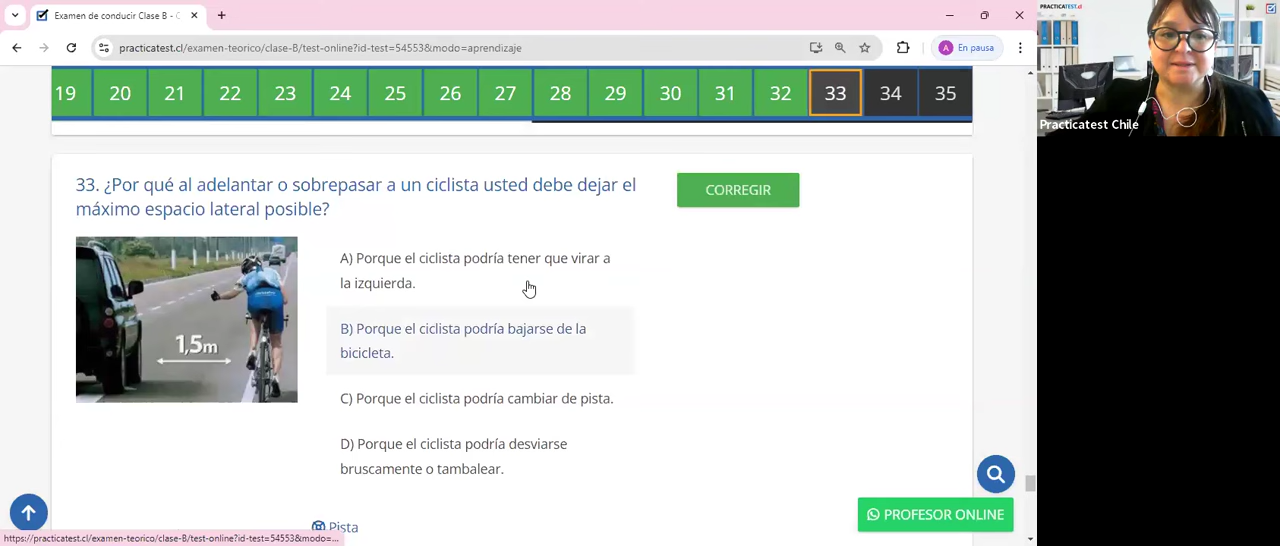 Examen de conducir Clase B - C
practicatest.cl/examen-teorico/clase-B/test-online?id-test=54553&modo=aprendizaje
A
En pausa
PRACTICATEST.cl
Practicatest Chile
19 20 21 22 23 24 25 26 27 28 29 30 31 32 33 34 35
33. ¿Por qué al adelantar o sobrepasar a un ciclista usted debe dejar el
máximo espacio lateral posible?
CORREGIR
1,5m
A) Porque el ciclista podría tener que virar a
la izquierda.
B) Porque el ciclista podría bajarse de la
bicicleta.
C) Porque el ciclista podría cambiar de pista.
D) Porque el ciclista podría desviarse
bruscamente o tambalear.
Pista
PROFESOR ONLINE
https://practicatest.cl/examen-teorico/clase-B/test-online?id-test=54553&modo=...